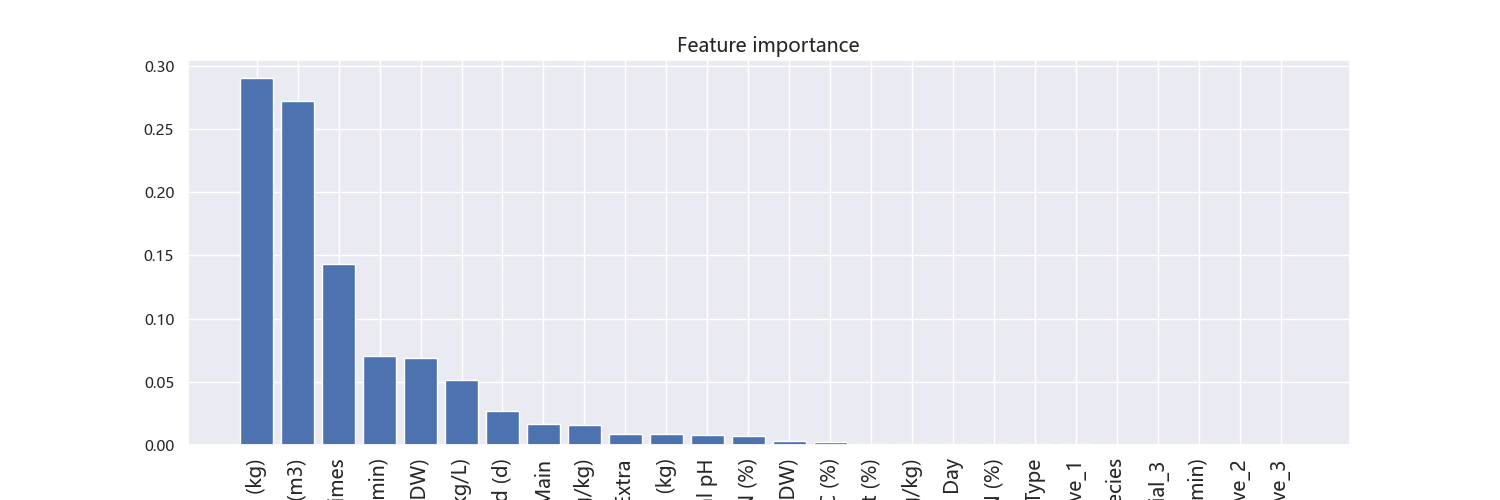 Feature importance
0.30
0.25
0.20
0.15
0.10
0.05
0.00
(kg)
(m3)
imes
min)
DW)
kg/L)
d (d)
Main
/kg)
Extra
(kg)
l pH
N (%)
DW)
C (%)
t (%)
/kg)
Day
N (%)
Type
ve_1
ecies
ial_3
min)
ve_2
ve_3